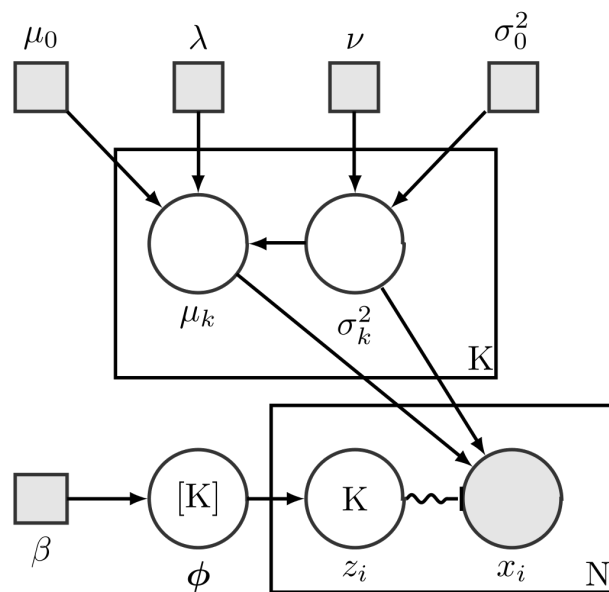 μ₀ λ ν σ₀²
μₖ σₖ²
K
[K] K
β ϕ zᵢ xᵢ N